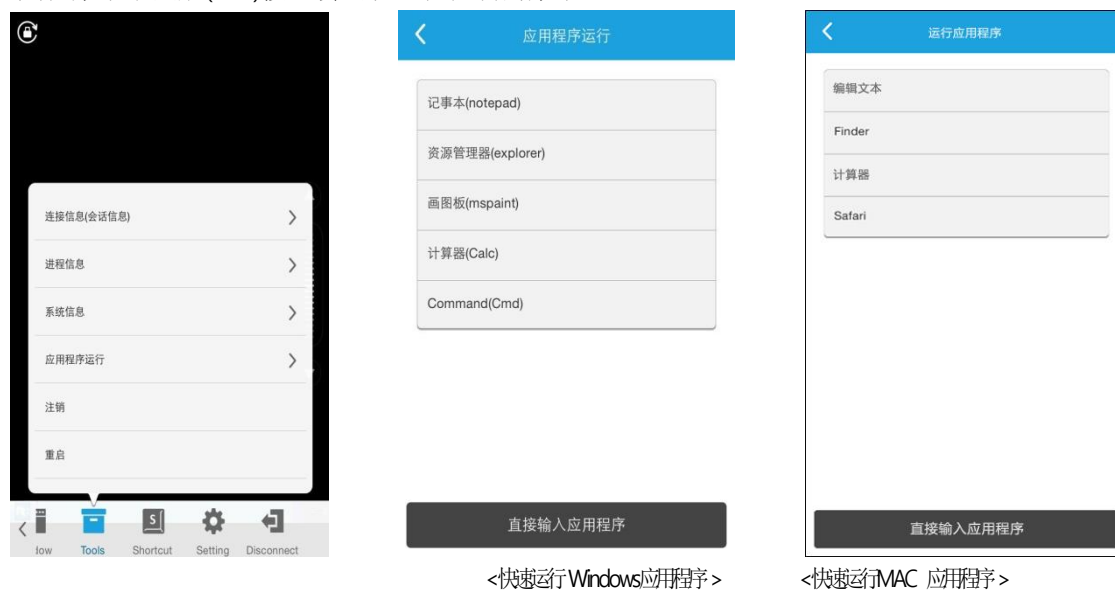 连接信息(会话信息)
进程信息
系统信息
应用程序运行
注销
重启
low Tools Shortcut Setting Disconnect
应用程序运行
记事本(notepad)
资源管理器(explorer)
画图板(mspaint)
计算器(Calc)
Command(Cmd)
直接输入应用程序
<快速运行 Windows应用程序 >
运行应用程序
编辑文本
Finder
计算器
Safari
直接输入应用程序
<快速运行MAC 应用程序 >